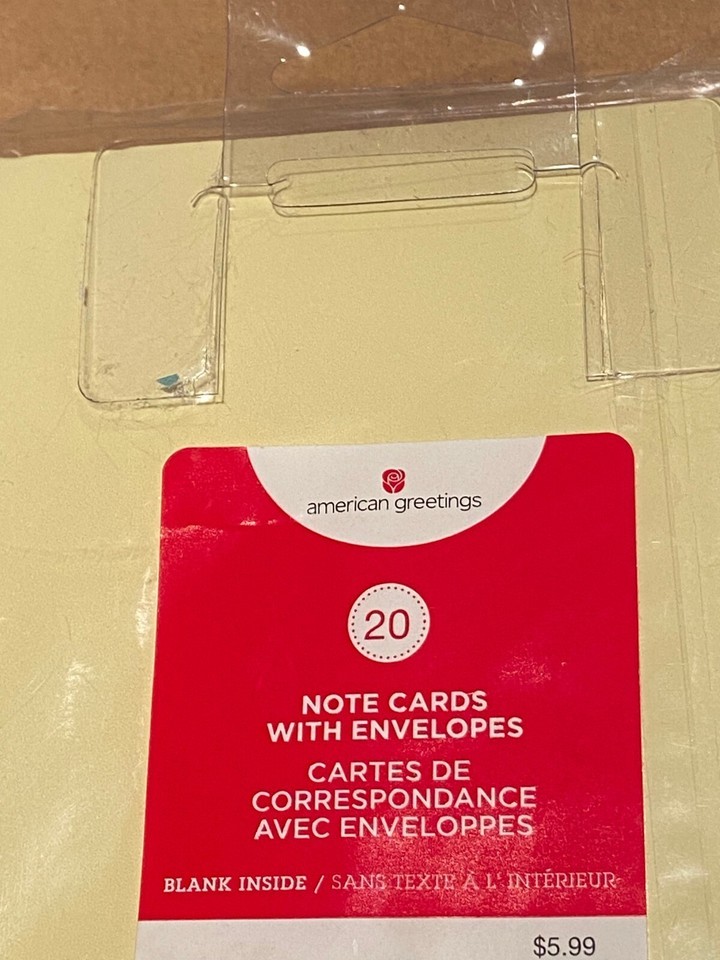 american greetings
20
NOTE CARDS
WITH ENVELOPES
CARTES DE
CORRESPONDANCE
AVEC ENVELOPPES
BLANK INSIDE / SANS TEXTE À L'INTÉRIEUR
$5.99